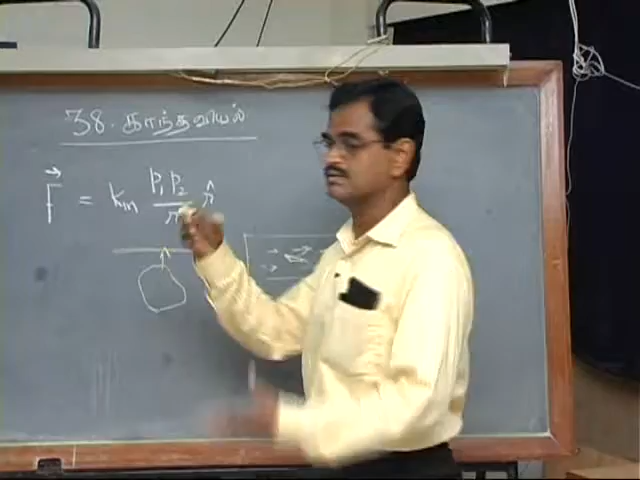 38. காந்தவியல்
F⃗ = km P₁P₂ / r² r̂